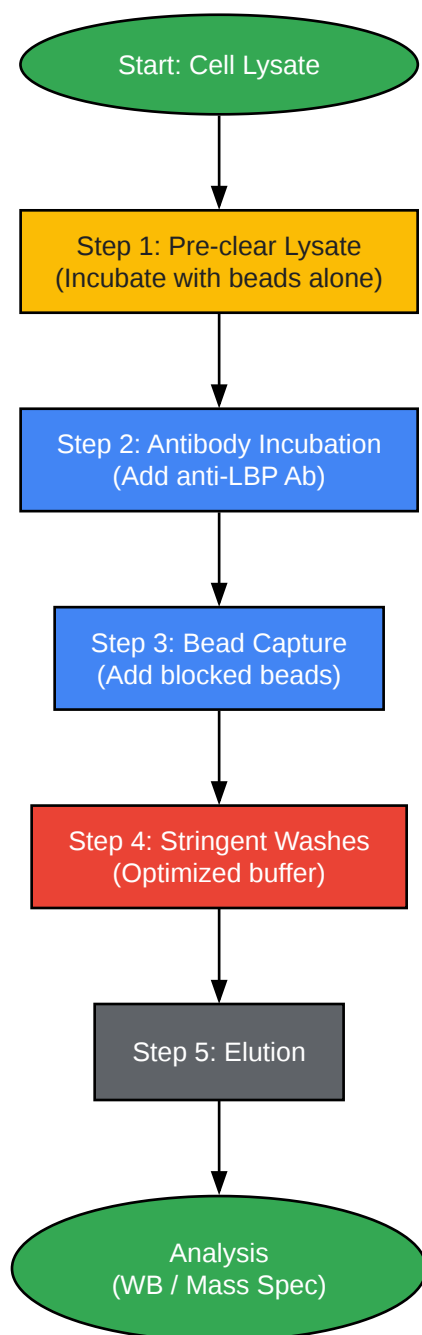 Start: Cell Lysate
Step 1: Pre-clear Lysate
(Incubate with beads alone)
Step 2: Antibody Incubation
(Add anti-LBP Ab)
Step 3: Bead Capture
(Add blocked beads)
Step 4: Stringent Washes
(Optimized buffer)
Step 5: Elution
Analysis
(WB / Mass Spec)